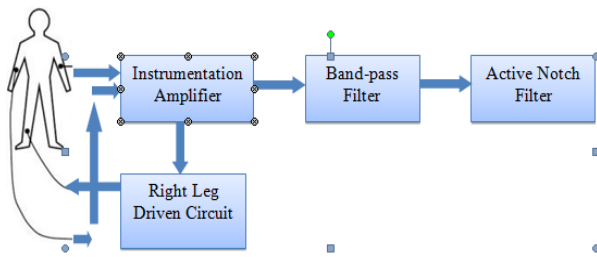 Instrumentation
Amplifier
Band-pass
Filter
Active Notch
Filter
Right Leg
Driven Circuit